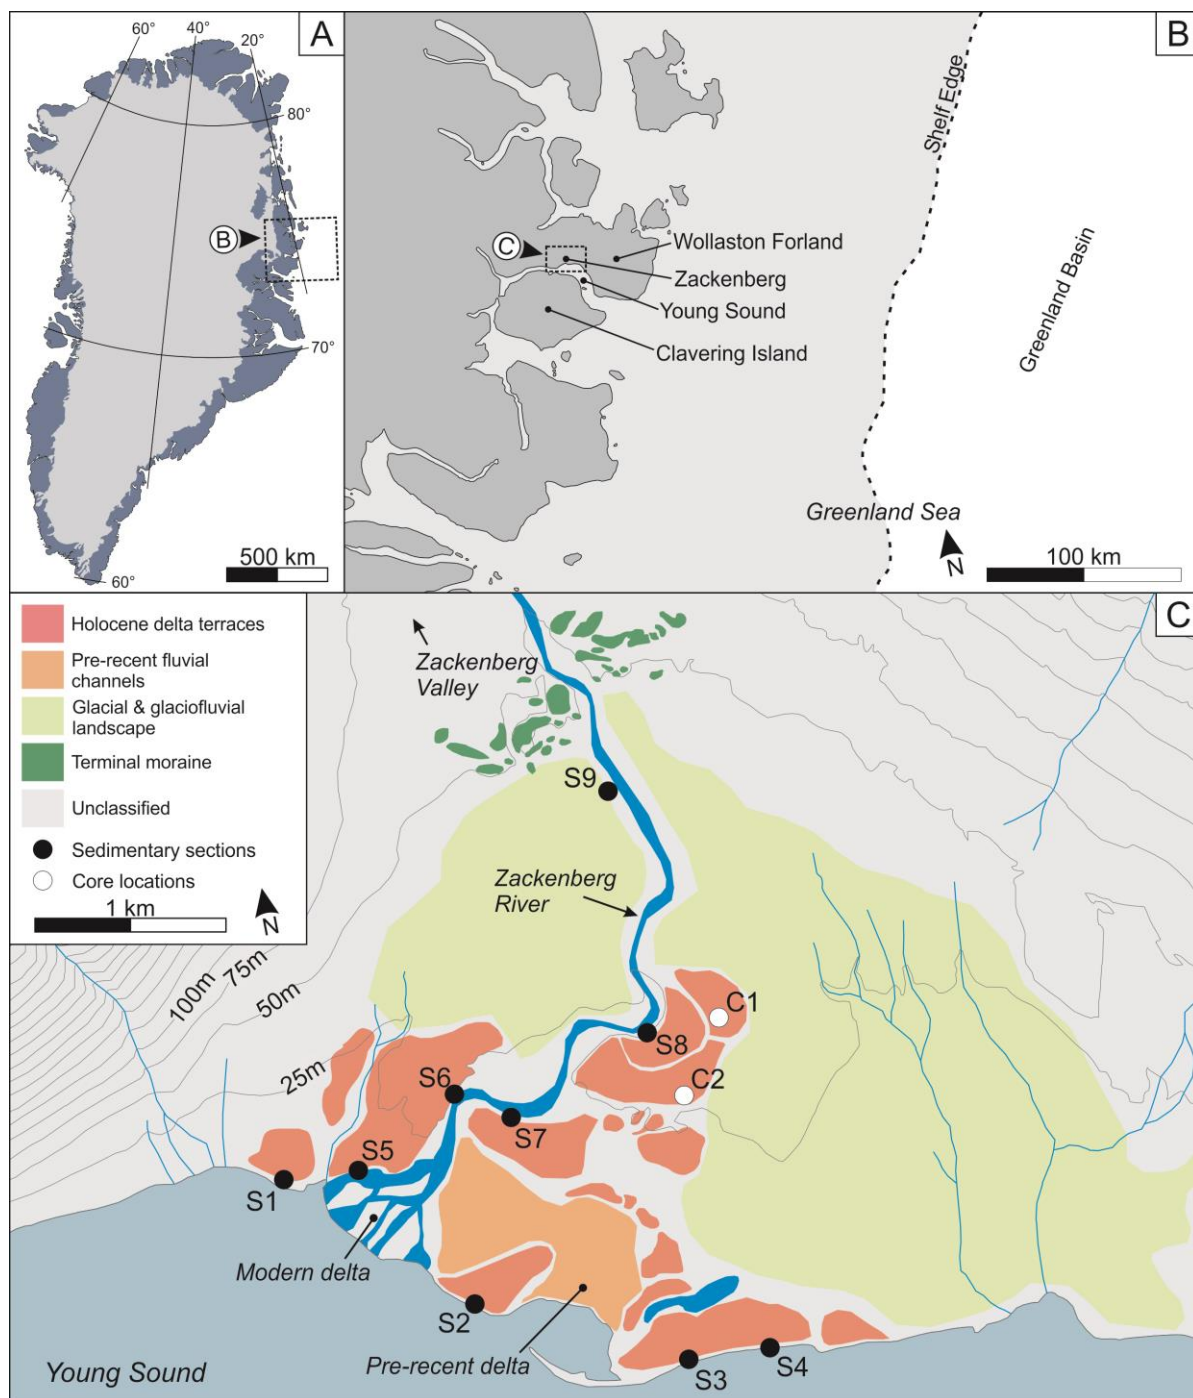 60°
40°
20°
A
80°
B
70°
500 km
60°
B
Shelf Edge
C
Wollaston Forland
Zackenberg
Young Sound
Clavering Island
Greenland Basin
Greenland Sea
N
100 km
Holocene delta terraces
Pre-recent fluvial
channels
Glacial & glaciofluvial
landscape
Terminal moraine
Unclassified
Sedimentary sections
Core locations
1 km
N
C
Zackenberg
Valley
S9
Zackenberg
River
100m
75m
50m
25m
C1
S8
C2
S6
S7
S5
S1
Modern delta
S2
Pre-recent delta
S3
S4
Young Sound